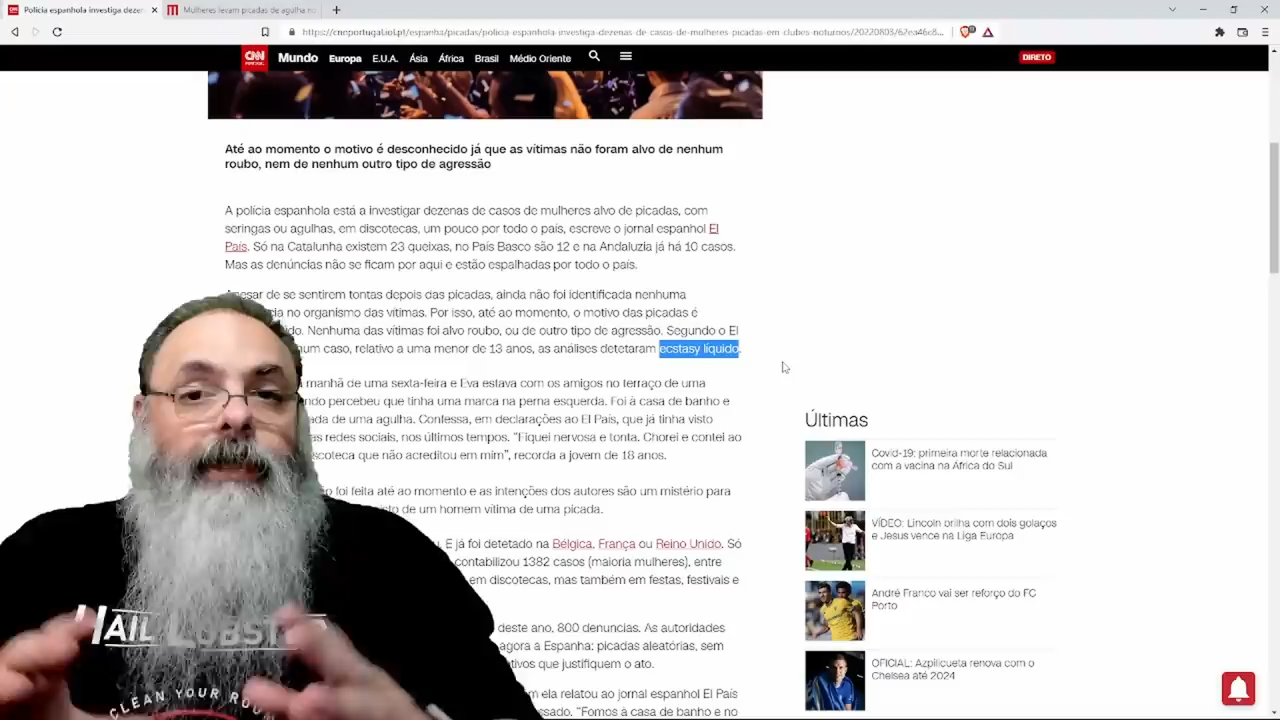 Polícia espanhola investiga dezen
Mulheres levam picadas de agulha no
https://cnnportugal.iol.pt/espanha/picadas/policia-espanhola-investiga-dezenas-de-casos-de-mulheres-picadas-em-clubes-noturnos/20220803/62ea46c8...
CNN
Mundo Europa E.U.A. Ásia África Brasil Médio Oriente
DIRETO
Até ao momento o motivo é desconhecido já que as vítimas não foram alvo de nenhum
roubo, nem de nenhum outro tipo de agressão
A polícia espanhola está a investigar dezenas de casos de mulheres alvo de picadas, com
seringas ou agulhas, em discotecas, um pouco por todo o país, escreve o jornal espanhol El
País. Só na Catalunha existem 23 queixas, no País Basco são 12 e na Andaluzia já há 10 casos.
Mas as denúncias não se ficam por aqui e estão espalhadas por todo o país.
Apesar de se sentirem tontas depois das picadas, ainda não foi identificada nenhuma
no organismo das vítimas. Por isso, até ao momento, o motivo das picadas é
Nenhuma das vítimas foi alvo roubo, ou de outro tipo de agressão. Segundo o El
num caso, relativo a uma menor de 13 anos, as análises detetaram ecstasy líquido.
manhã de uma sexta-feira e Eva estava com os amigos no terraço de uma
percebeu que tinha uma marca na perna esquerda. Foi à casa de banho e
de uma agulha. Confessa, em declarações ao El País, que já tinha visto
as redes sociais, nos últimos tempos. "Fiquei nervosa e tonta. Chorei e contei ao
que não acreditou em mim", recorda a jovem de 18 anos.
foi feita até ao momento e as intenções dos autores são um mistério para
de um homem vítima de uma picada.
E já foi detetado na Bélgica, França ou Reino Unido. Só
contabilizou 1382 casos (maioria mulheres), entre
em discotecas, mas também em festas, festivais e
deste ano, 800 denuncias. As autoridades
agora a Espanha: picadas aleatórias, sem
que justifiquem o ato.
ela relatou ao jornal espanhol El País
"Fomos à casa de banho e no
Últimas
Covid-19: primeira morte relacionada
com a vacina na África do Sul
VÍDEO: Lincoln brilha com dois golaços
e Jesus vence na Liga Europa
André Franco vai ser reforço do FC
Porto
OFICIAL: Azpilicueta renova com o
Chelsea até 2024
HAIL LOBST
CLEAN YOUR ROO